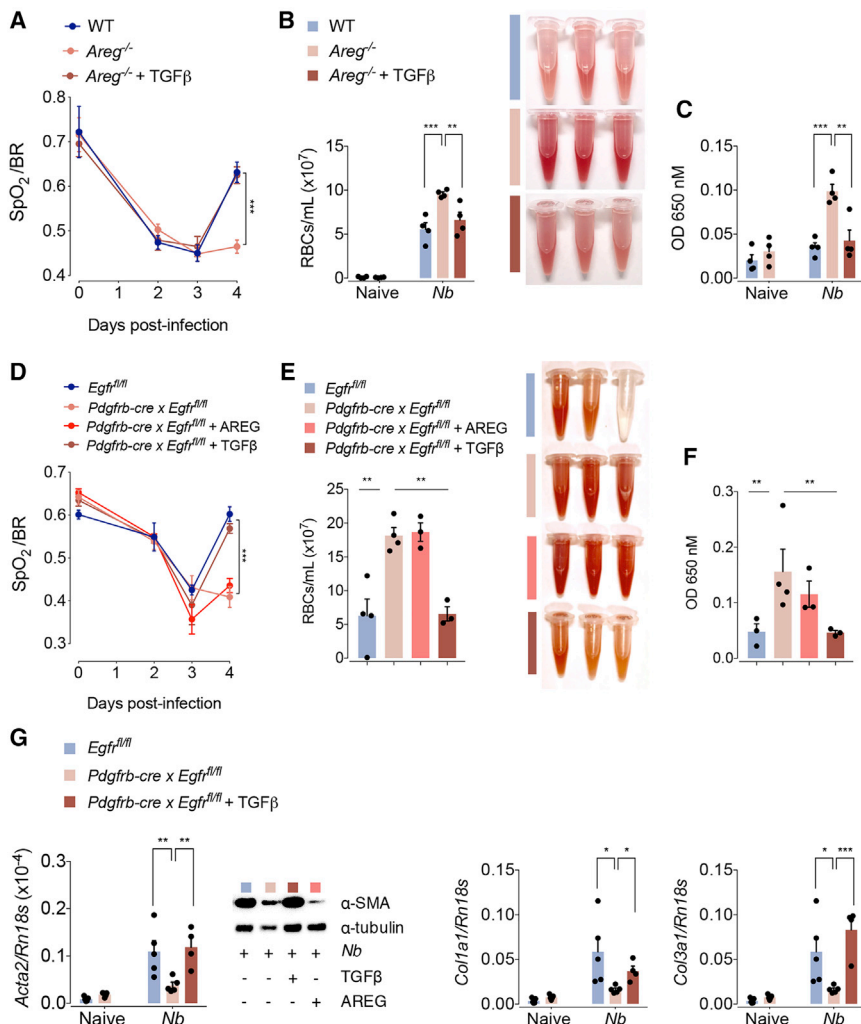 A
WT
Areg-/-
Areg-/- + TGFβ
SpO2/BR
0.8
0.7
0.6
0.5
0.4
0 1 2 3 4
***
Days post-infection
B
WT
Areg-/-
Areg-/- + TGFβ
RBCs/mL (x10⁷)
15
10
5
0
*** **
Naive Nb
C
OD 650 nM
0.15
0.10
0.05
0.00
*** **
Naive Nb
D
Egfrfl/fl
Pdgfrb-cre x Egfrfl/fl
Pdgfrb-cre x Egfrfl/fl + AREG
Pdgfrb-cre x Egfrfl/fl + TGFβ
SpO2/BR
0.7
0.6
0.5
0.4
0.3
0 1 2 3 4
***
Days post-infection
E
Egfrfl/fl
Pdgfrb-cre x Egfrfl/fl
Pdgfrb-cre x Egfrfl/fl + AREG
Pdgfrb-cre x Egfrfl/fl + TGFβ
RBCs/mL (x10⁷)
25
20
15
10
5
0
** **
F
OD 650 nM
0.3
0.2
0.1
0.0
** **
G
Egfrfl/fl
Pdgfrb-cre x Egfrfl/fl
Pdgfrb-cre x Egfrfl/fl + TGFβ
Acta2/Rn18s (x10⁻⁴)
0.3
0.2
0.1
0.0
** **
Naive Nb
α-SMA
α-tubulin
+ + + + Nb
- - + - TGFβ
- - - + AREG
Col1a1/Rn18s
0.15
0.10
0.05
0.00
* *
Naive Nb
Col3a1/Rn18s
0.15
0.10
0.05
0.00
* ***
Naive Nb